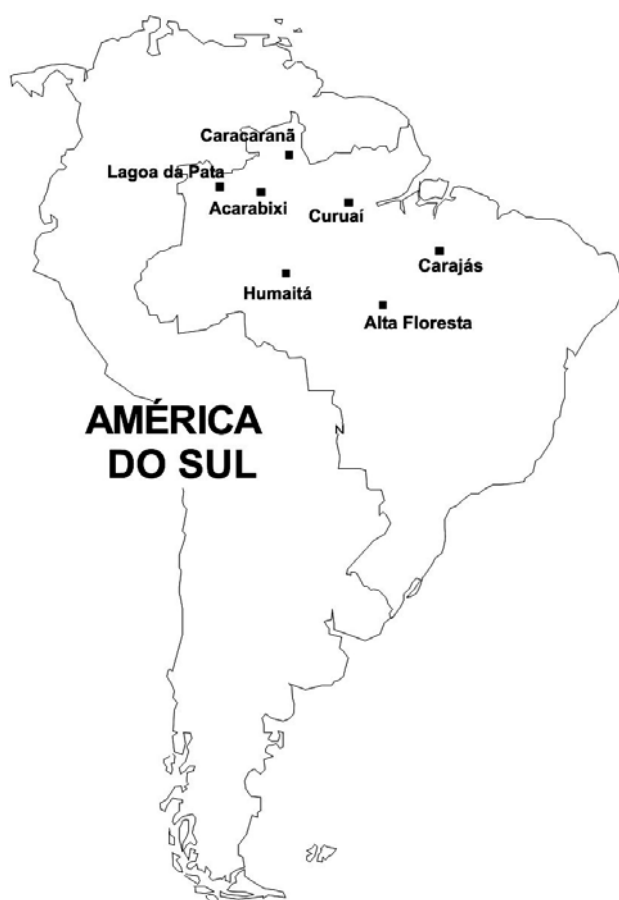 Caracaranã
Lagoa da Pata
Acarabixi
Curuaí
Carajás
Humaitá
Alta Floresta
AMÉRICA
DO SUL